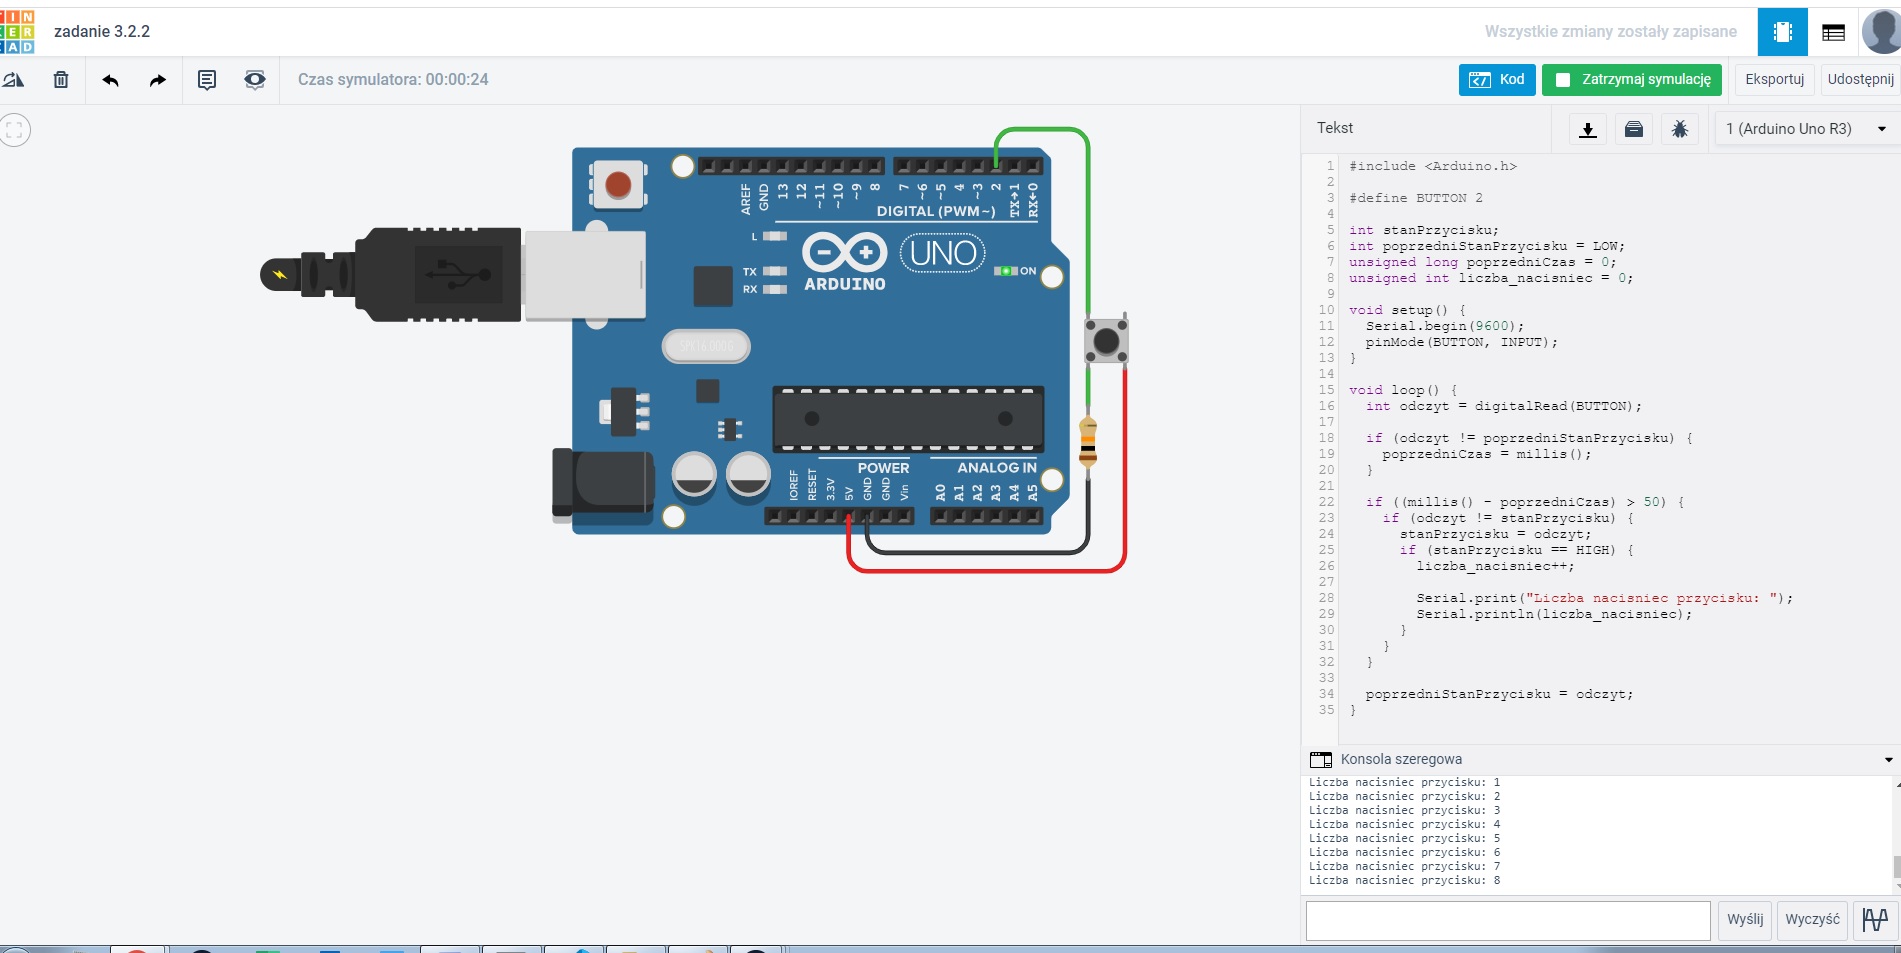 TIN
KER
CAD
zadanie 3.2.2
Wszystkie zmiany zostały zapisane
Czas symulatora: 00:00:24
Kod
Zatrzymaj symulację
Eksportuj
Udostępnij
Tekst
1 (Arduino Uno R3)
AREF
GND
13
12
~11
~10
~9
8
7
~6
~5
4
~3
2
TX→1
RX←0
DIGITAL (PWM~)
L
TX
RX
UNO
ARDUINO
ON
SPK16.000G
POWER
ANALOG IN
IOREF
RESET
3.3V
5V
GND
GND
Vin
A0
A1
A2
A3
A4
A5
1 #include <Arduino.h>
2
3 #define BUTTON 2
4
5 int stanPrzycisku;
6 int poprzedniStanPrzycisku = LOW;
7 unsigned long poprzedniCzas = 0;
8 unsigned int liczba_nacisniec = 0;
9
10 void setup() {
11   Serial.begin(9600);
12   pinMode(BUTTON, INPUT);
13 }
14
15 void loop() {
16   int odczyt = digitalRead(BUTTON);
17
18   if (odczyt != poprzedniStanPrzycisku) {
19     poprzedniCzas = millis();
20   }
21
22   if ((millis() - poprzedniCzas) > 50) {
23     if (odczyt != stanPrzycisku) {
24       stanPrzycisku = odczyt;
25       if (stanPrzycisku == HIGH) {
26         liczba_nacisniec++;
27
28         Serial.print("Liczba nacisniec przycisku: ");
29         Serial.println(liczba_nacisniec);
30       }
31     }
32   }
33
34   poprzedniStanPrzycisku = odczyt;
35 }
Konsola szeregowa
Liczba nacisniec przycisku: 1
Liczba nacisniec przycisku: 2
Liczba nacisniec przycisku: 3
Liczba nacisniec przycisku: 4
Liczba nacisniec przycisku: 5
Liczba nacisniec przycisku: 6
Liczba nacisniec przycisku: 7
Liczba nacisniec przycisku: 8
Wyślij
Wyczyść